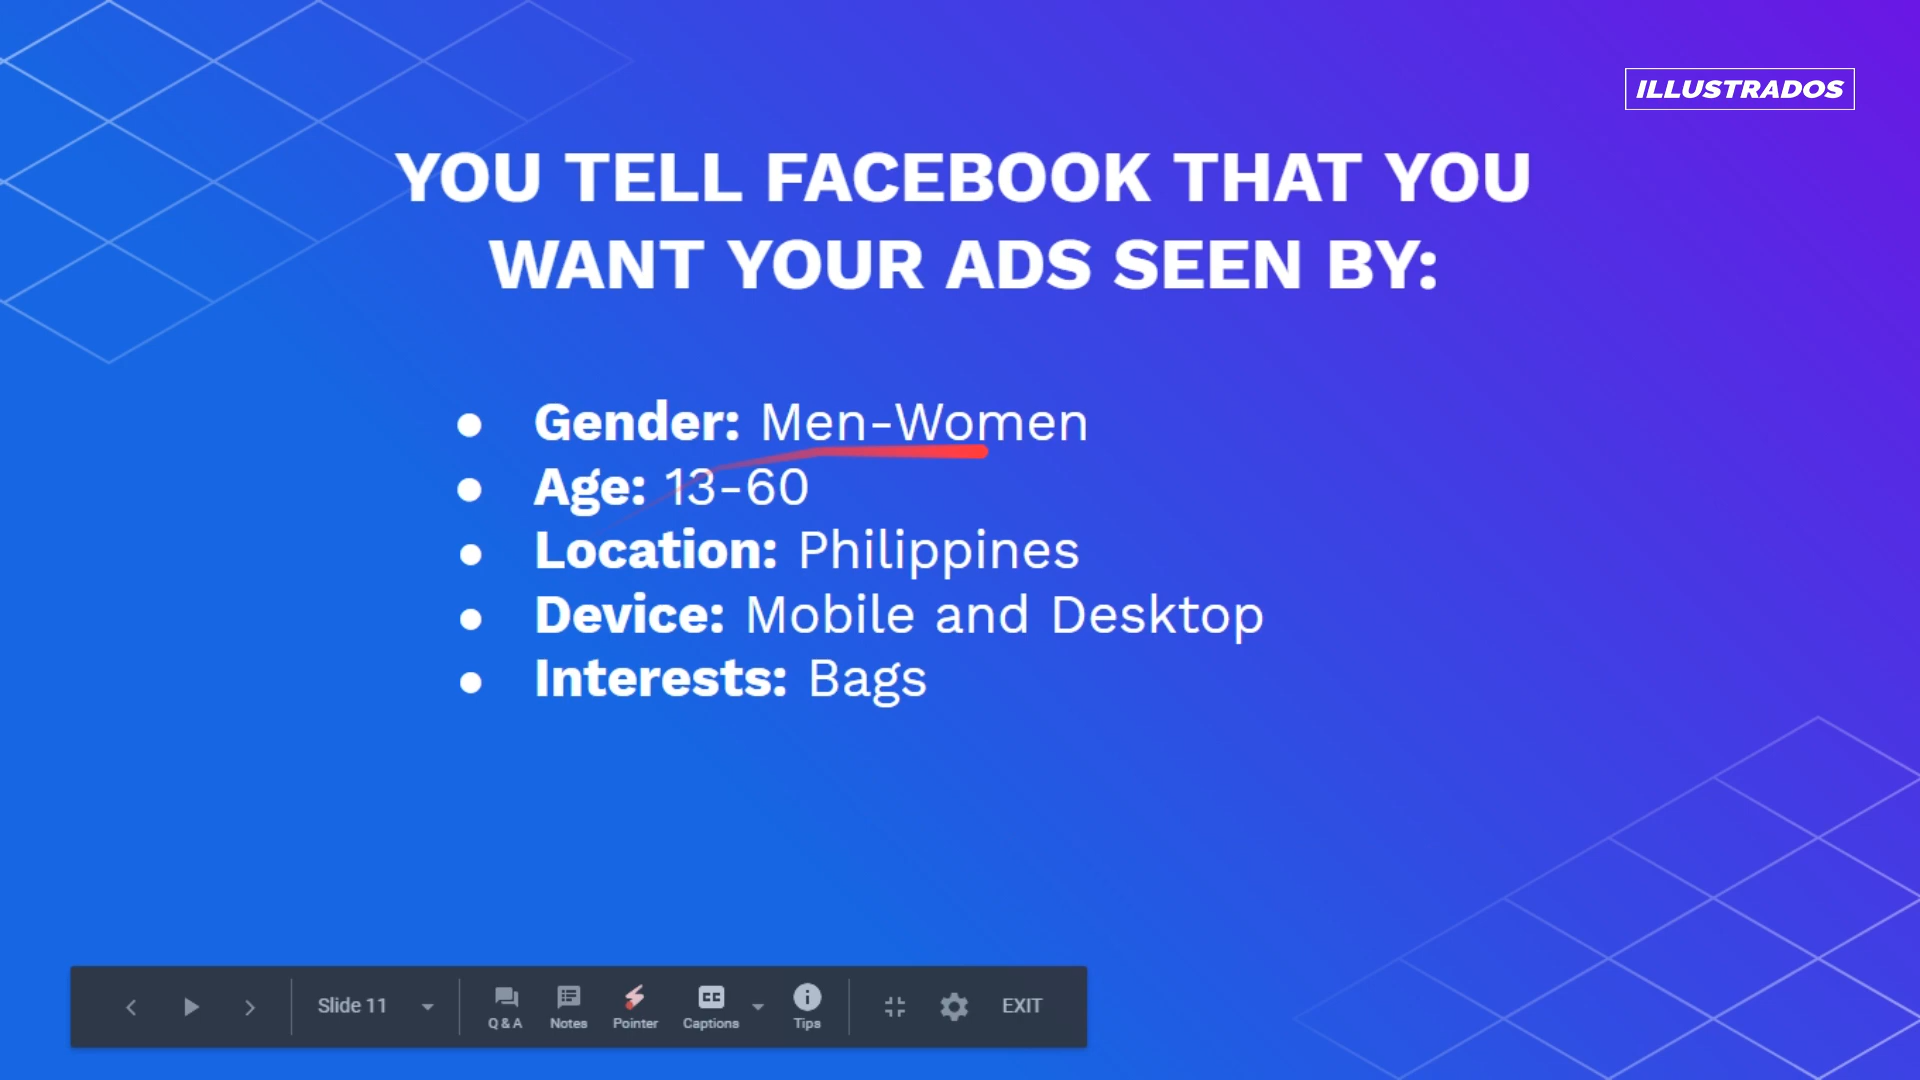 ILLUSTRADOS
YOU TELL FACEBOOK THAT YOU
WANT YOUR ADS SEEN BY:
● Gender: Men-Women
● Age: 13-60
● Location: Philippines
● Device: Mobile and Desktop
● Interests: Bags
Slide 11
Q & A
Notes
Pointer
CC
Captions
Tips
EXIT